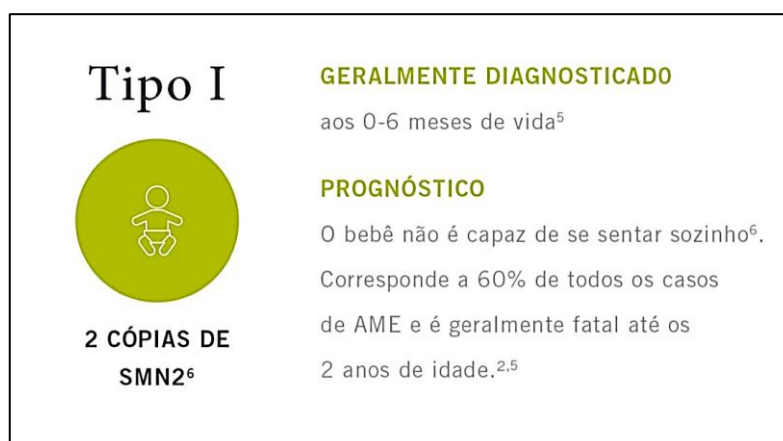 Tipo I
2 CÓPIAS DE
SMN2⁶
GERALMENTE DIAGNOSTICADO
aos 0-6 meses de vida⁵
PROGNÓSTICO
O bebê não é capaz de se sentar sozinho⁶.
Corresponde a 60% de todos os casos
de AME e é geralmente fatal até os
2 anos de idade.²,⁵